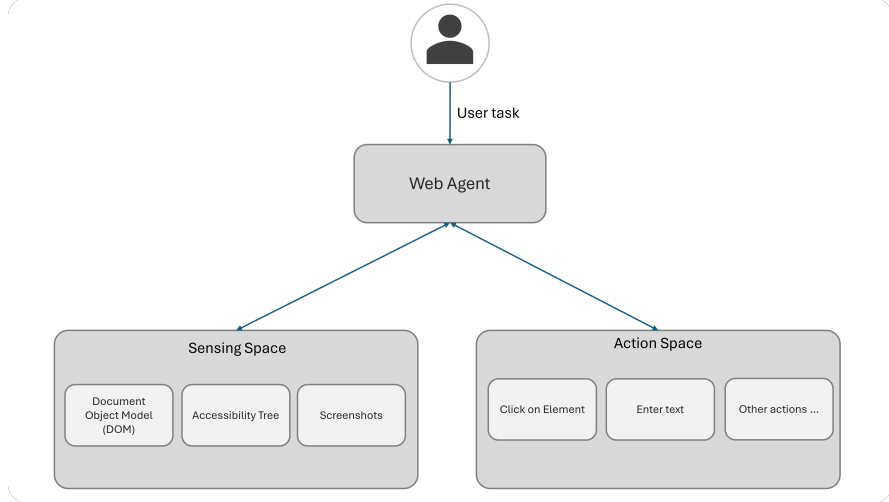 User task
Web Agent
Sensing Space
Document
Object Model
(DOM)
Accessibility Tree
Screenshots
Action Space
Click on Element
Enter text
Other actions ...